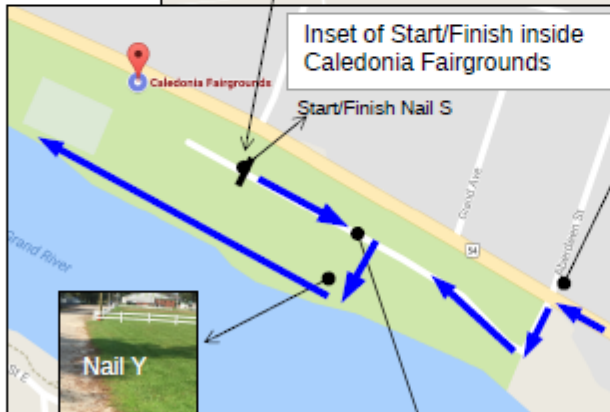 Inset of Start/Finish inside
Caledonia Fairgrounds
Caledonia Fairgrounds
Start/Finish Nail S
Grand Ave
54
Aberdeen St
Grand River
Nail Y
St E